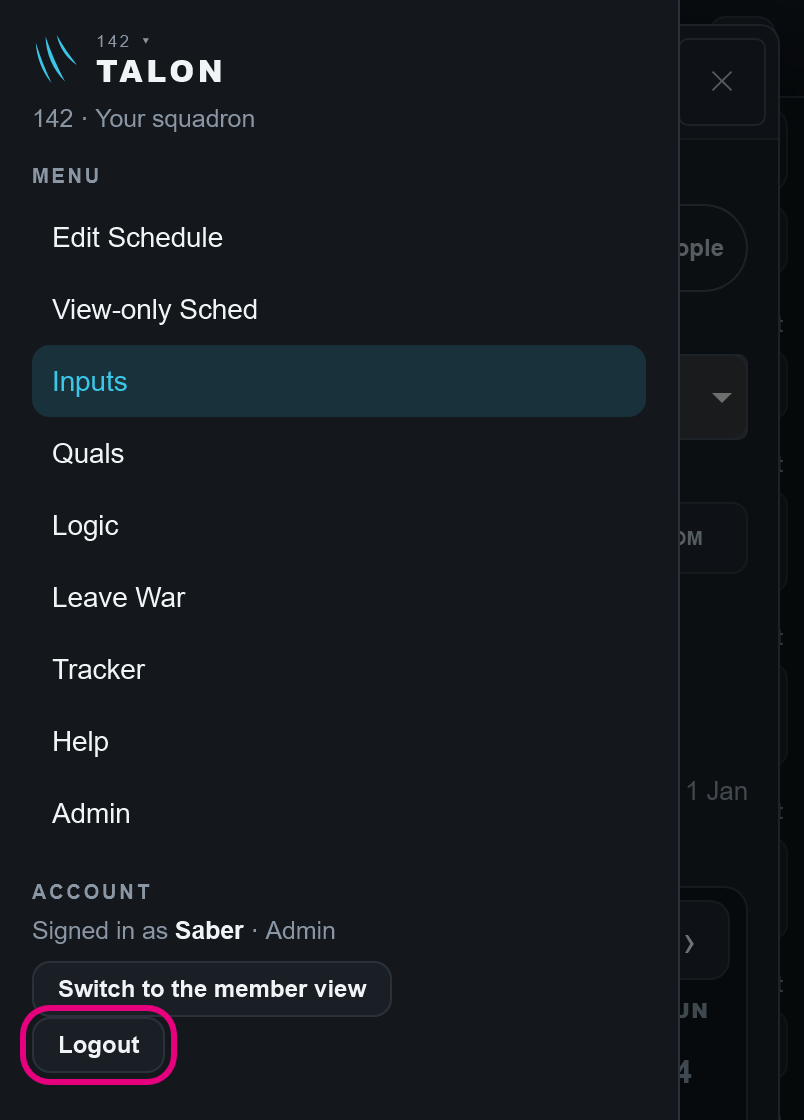 142 ▾
TALON
142 · Your squadron
MENU
Edit Schedule
View-only Sched
Inputs
Quals
Logic
Leave War
Tracker
Help
Admin
1 Jan
ACCOUNT
Signed in as Saber · Admin
Switch to the member view
Logout